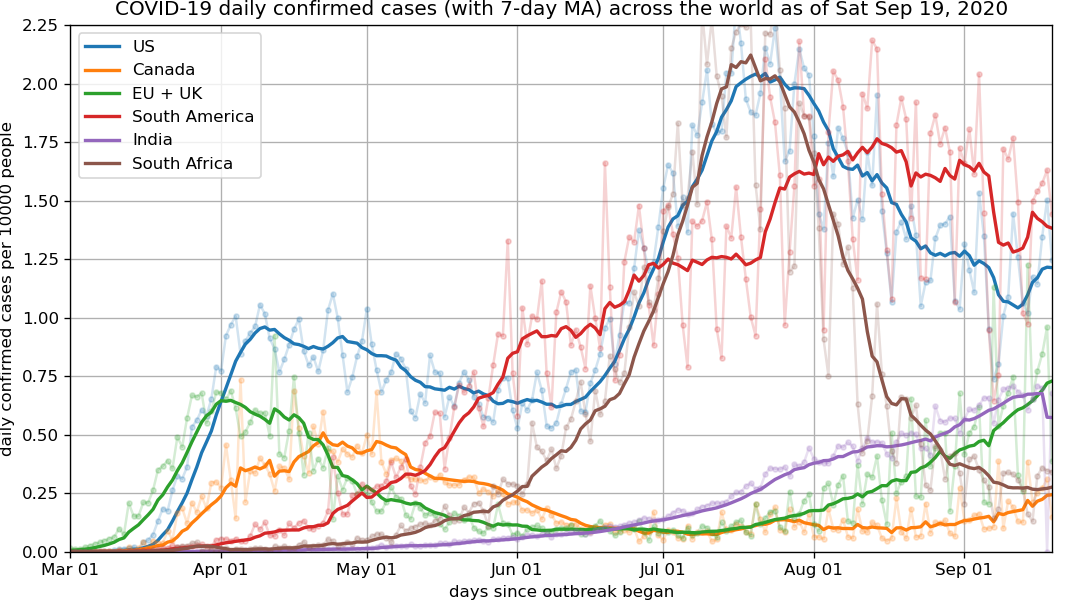 COVID-19 daily confirmed cases (with 7-day MA) across the world as of Sat Sep 19, 2020
daily confirmed cases per 10000 people
2.25
2.00
1.75
1.50
1.25
1.00
0.75
0.50
0.25
0.00
US
Canada
EU + UK
South America
India
South Africa
Mar 01
Apr 01
May 01
Jun 01
Jul 01
Aug 01
Sep 01
days since outbreak began